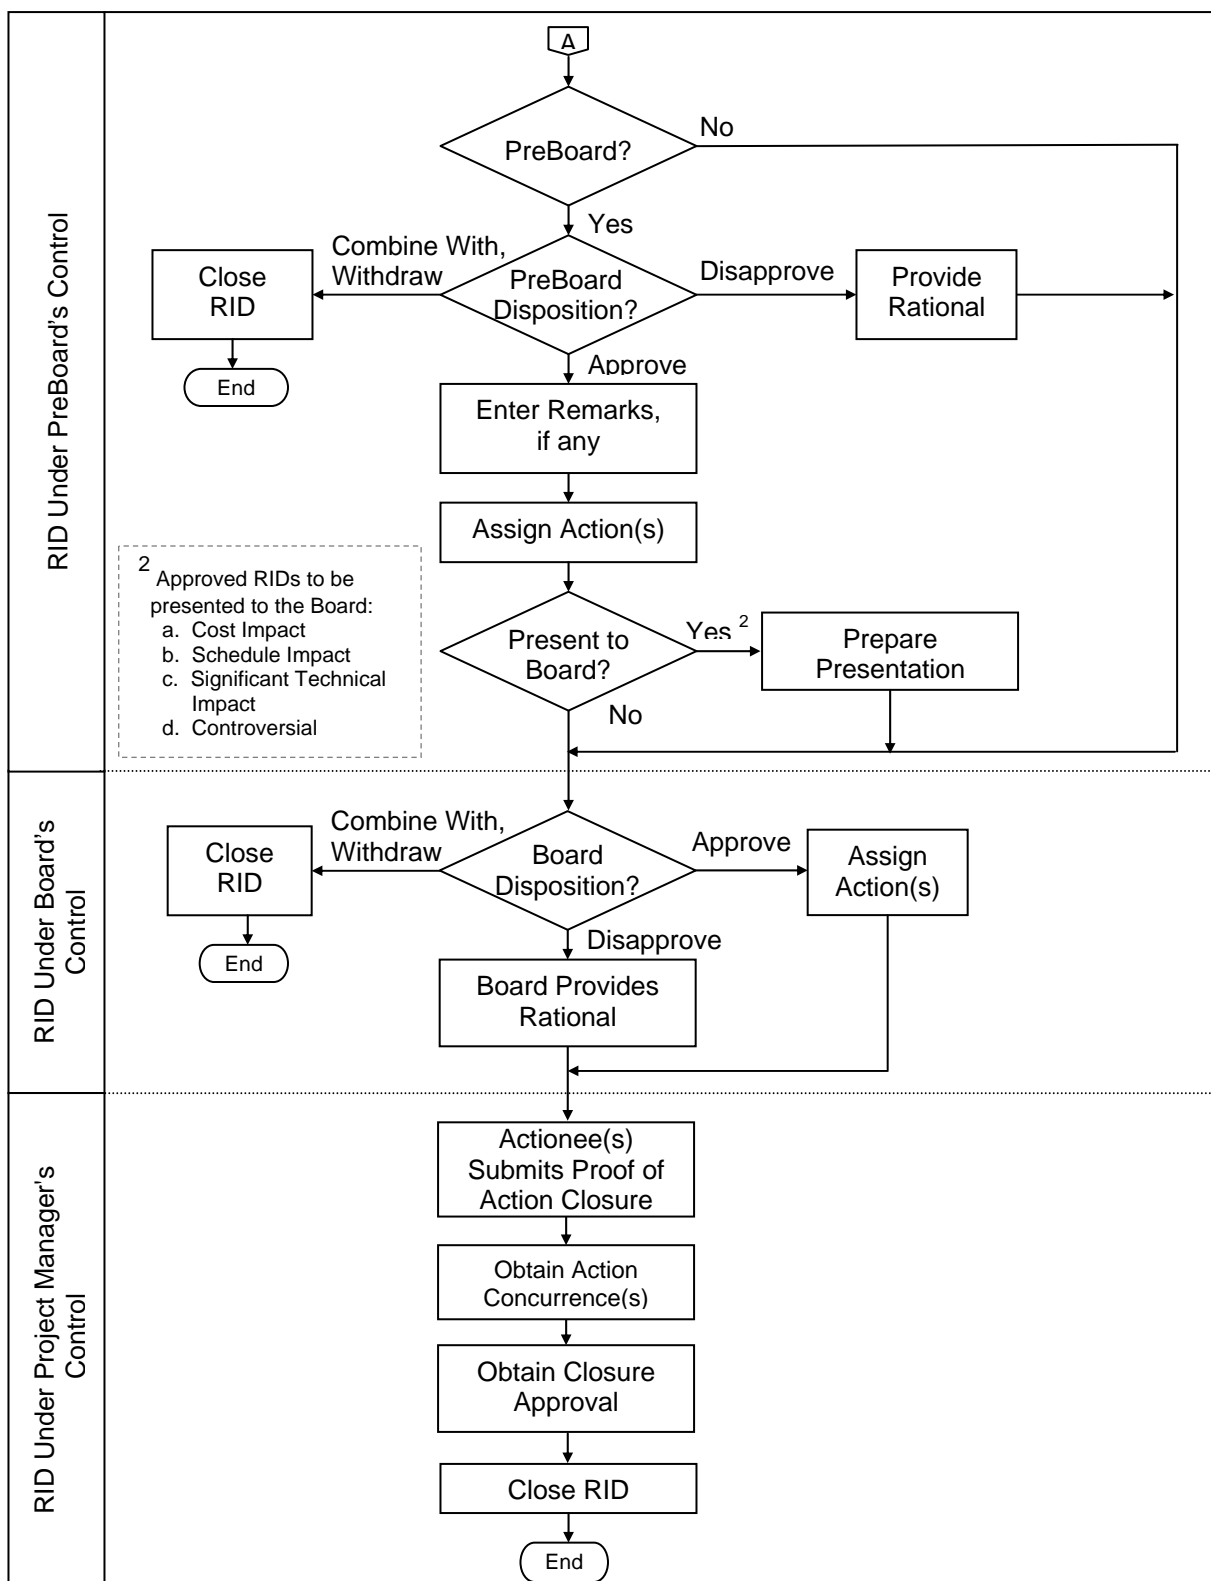 A
PreBoard?
No
Yes
Combine With,
Withdraw
Close
RID
End
PreBoard
Disposition?
Disapprove
Provide
Rational
Approve
Enter Remarks,
if any
Assign Action(s)
2 Approved RIDs to be
presented to the Board:
a. Cost Impact
b. Schedule Impact
c. Significant Technical
Impact
d. Controversial
Present to
Board?
Yes 2
Prepare
Presentation
No
RID Under PreBoard's Control
Combine With,
Withdraw
Close
RID
End
Board
Disposition?
Approve
Assign
Action(s)
Disapprove
Board Provides
Rational
RID Under Board's
Control
Actionee(s)
Submits Proof of
Action Closure
Obtain Action
Concurrence(s)
Obtain Closure
Approval
Close RID
End
RID Under Project Manager's
Control